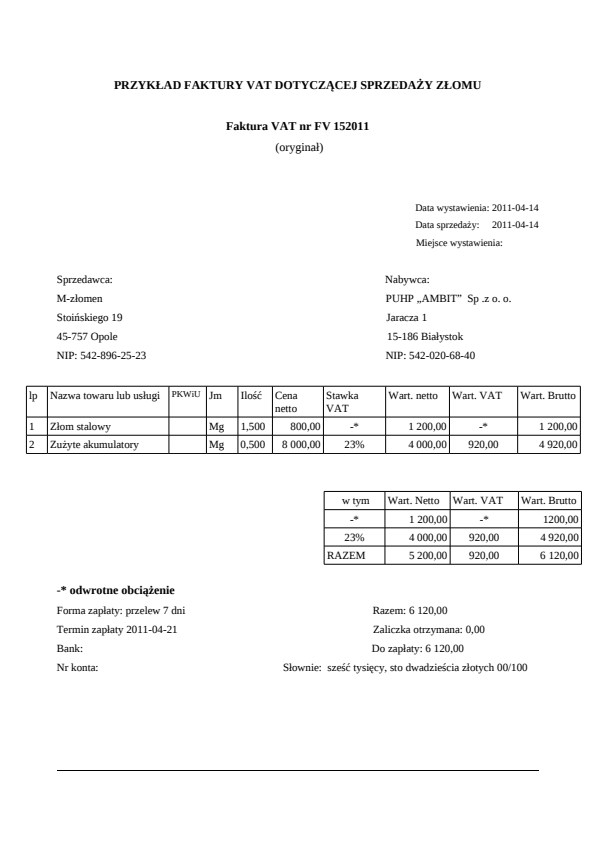 PRZYKŁAD FAKTURY VAT DOTYCZĄCEJ SPRZEDAŻY ZŁOMU
Faktura VAT nr FV 152011
(oryginał)
Data wystawienia: 2011-04-14
Data sprzedaży: 2011-04-14
Miejsce wystawienia:
Sprzedawca: Nabywca:
M-złomen PUHP „AMBIT” Sp .z o. o.
Stoińskiego 19 Jaracza 1
45-757 Opole 15-186 Białystok
NIP: 542-896-25-23 NIP: 542-020-68-40
lp Nazwa towaru lub usługi PKWiU Jm Ilość Cena netto Stawka VAT Wart. netto Wart. VAT Wart. Brutto
1 Złom stalowy Mg 1,500 800,00 -* 1 200,00 -* 1 200,00
2 Zużyte akumulatory Mg 0,500 8 000,00 23% 4 000,00 920,00 4 920,00
w tym Wart. Netto Wart. VAT Wart. Brutto
-* 1 200,00 -* 1200,00
23% 4 000,00 920,00 4 920,00
RAZEM 5 200,00 920,00 6 120,00
-* odwrotne obciążenie
Forma zapłaty: przelew 7 dni Razem: 6 120,00
Termin zapłaty 2011-04-21 Zaliczka otrzymana: 0,00
Bank: Do zapłaty: 6 120,00
Nr konta: Słownie: sześć tysięcy, sto dwadzieścia złotych 00/100